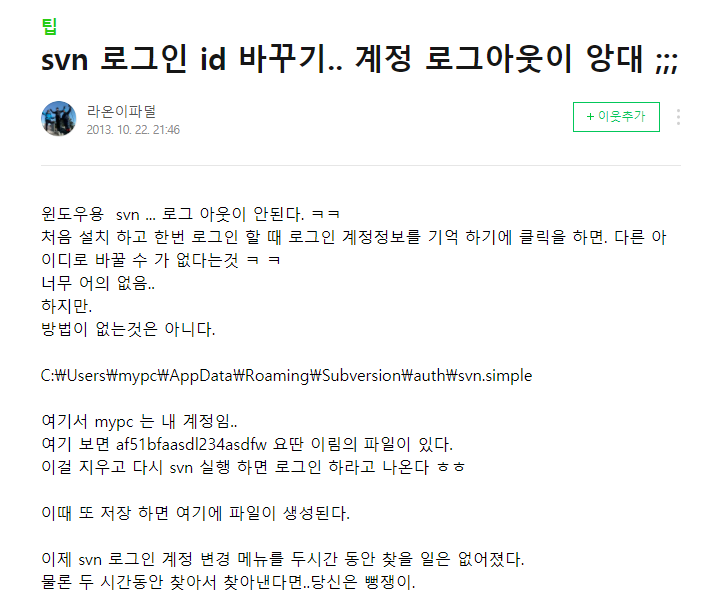 팁
svn 로그인 id 바꾸기.. 계정 로그아웃이 앙대 ;;;
라온이파덜
2013. 10. 22. 21:46
+ 이웃추가
윈도우용  svn ... 로그 아웃이 안된다. ㅋㅋ
처음 설치 하고 한번 로그인 할 때 로그인 계정정보를 기억 하기에 클릭을 하면. 다른 아
이디로 바꿀 수 가 없다는것 ㅋ ㅋ
너무 어의 없음..
하지만.
방법이 없는것은 아니다.
C:₩Users₩mypc₩AppData₩Roaming₩Subversion₩auth₩svn.simple
여기서 mypc 는 내 계정임..
여기 보면 af51bfaasdl234asdfw 요딴 이림의 파일이 있다.
이걸 지우고 다시 svn 실행 하면 로그인 하라고 나온다 ㅎㅎ
이때 또 저장 하면 여기에 파일이 생성된다.
이제 svn 로그인 계정 변경 메뉴를 두시간 동안 찾을 일은 없어졌다.
물론 두 시간동안 찾아서 찾아낸다면..당신은 뻥쟁이.